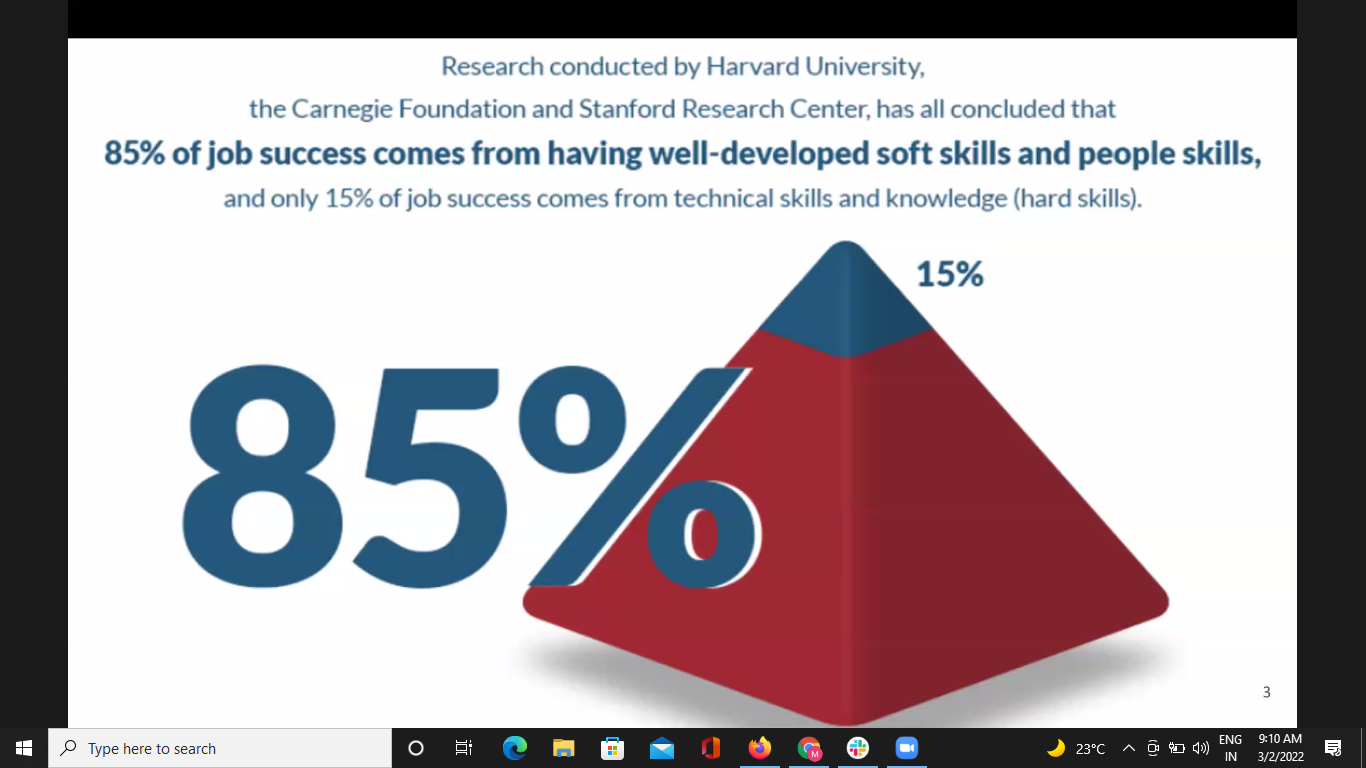 Research conducted by Harvard University,
the Carnegie Foundation and Stanford Research Center, has all concluded that
85% of job success comes from having well-developed soft skills and people skills,
and only 15% of job success comes from technical skills and knowledge (hard skills).
15%
85%
3
Type here to search
M
23°C
ENG
IN
9:10 AM
3/2/2022